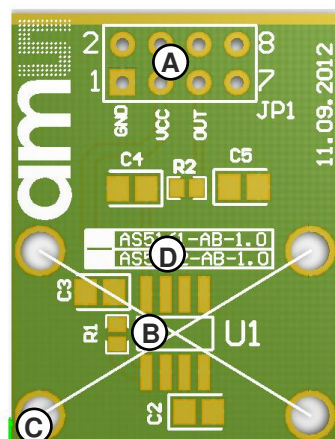 am
2 8
A
1 7
GND VCC OUT
JP1
11.09.2012
C4 R2 C5
D
C3
R1 B U1
C2
C